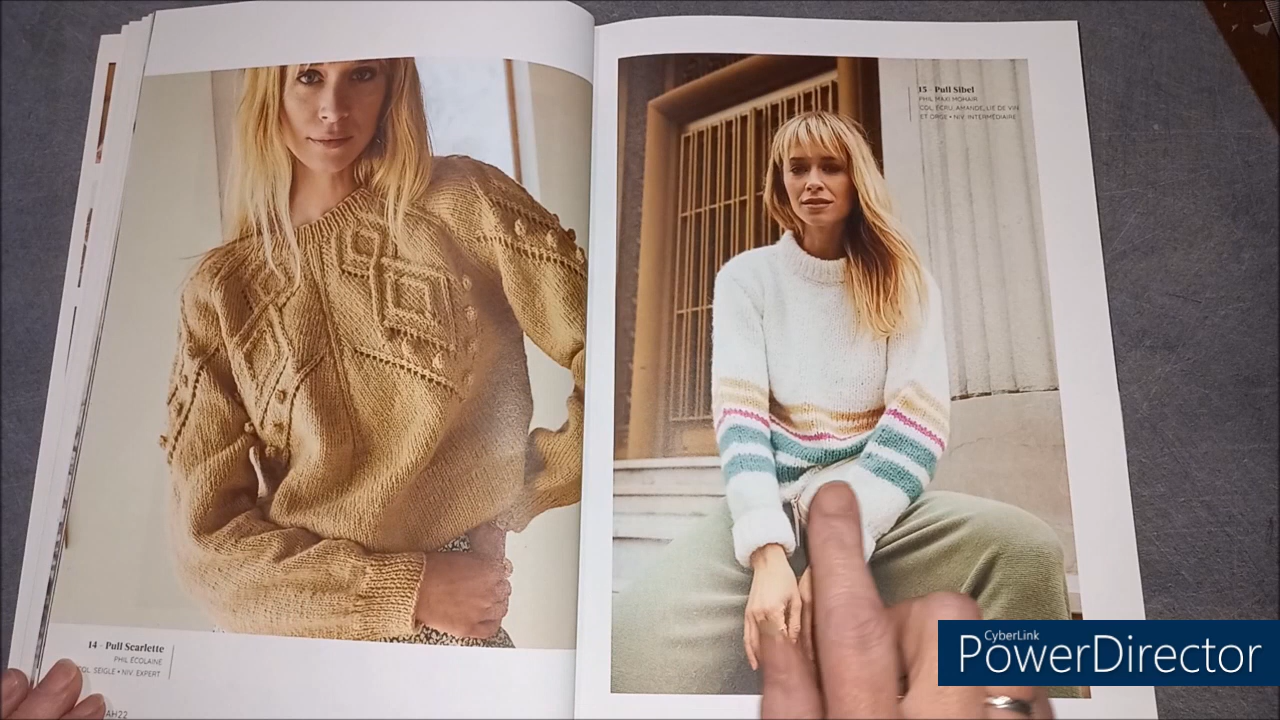 14 - Pull Scarlette
PHIL ÉCOLAINE
COL. SEIGLE • NIV. EXPERT
AH22
15 - Pull Sibel
PHIL MAXI MOHAIR
COL. ÉCRU, AMANDE, LIE DE VIN
ET ORGE • NIV. INTERMÉDIAIRE
CyberLink
PowerDirector